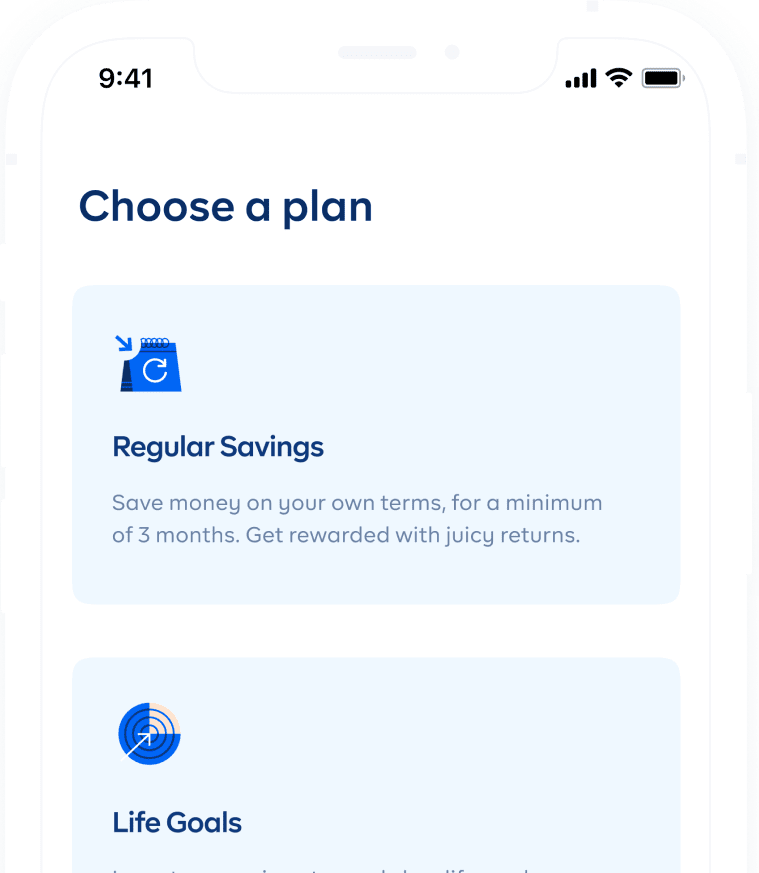 9:41
Choose a plan
Regular Savings
Save money on your own terms, for a minimum
of 3 months. Get rewarded with juicy returns.
Life Goals